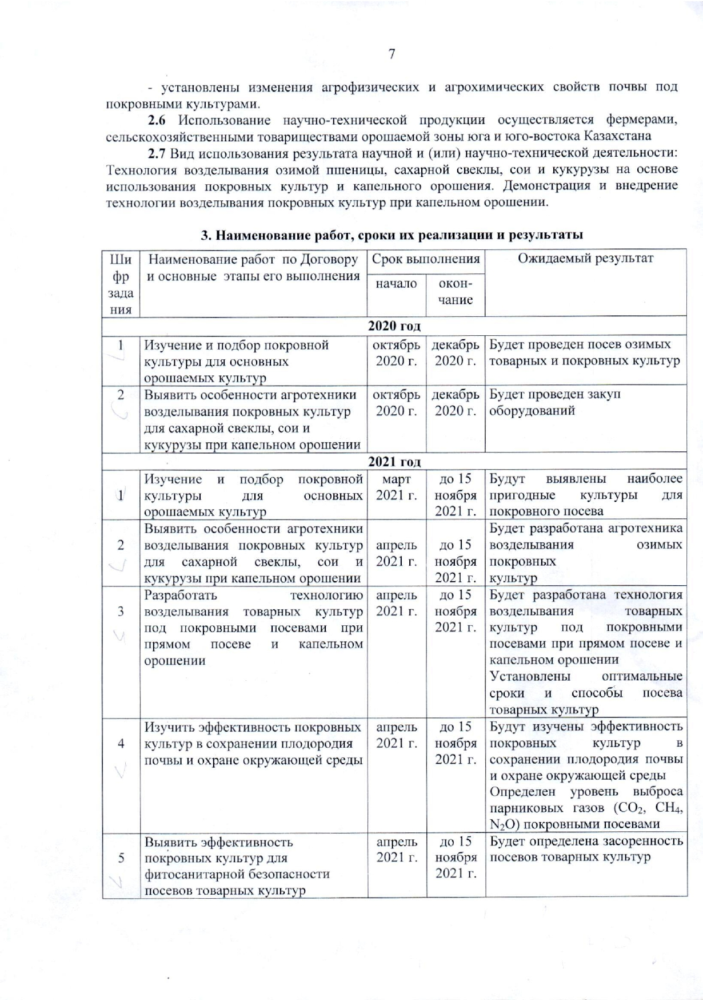 7
- установлены изменения агрофизических и агрохимических свойств почвы под
покровными культурами.
2.6 Использование научно-технической продукции осуществляется фермерами,
сельскохозяйственными товариществами орошаемой зоны юга и юго-востока Казахстана
2.7 Вид использования результата научной и (или) научно-технической деятельности:
Технология возделывания озимой пшеницы, сахарной свеклы, сои и кукурузы на основе
использования покровных культур и капельного орошения. Демонстрация и внедрение
технологии возделывания покровных культур при капельном орошении.
3. Наименование работ, сроки их реализации и результаты
Ши
фр
зада
ния
Наименование работ по Договору
и основные этапы его выполнения
Срок выполнения
начало
окон-
чание
Ожидаемый результат
2020 год
1
Изучение и подбор покровной
культуры для основных
орошаемых культур
октябрь
2020 г.
декабрь
2020 г.
Будет проведен посев озимых
товарных и покровных культур
2
Выявить особенности агротехники
возделывания покровных культур
для сахарной свеклы, сои и
кукурузы при капельном орошении
октябрь
2020 г.
декабрь
2020 г.
Будет проведен закуп
оборудований
2021 год
1
Изучение и подбор покровной
культуры для основных
орошаемых культур
март
2021 г.
до 15
ноября
2021 г.
Будут выявлены наиболее
пригодные культуры для
покровного посева
2
Выявить особенности агротехники
возделывания покровных культур
для сахарной свеклы, сои и
кукурузы при капельном орошении
апрель
2021 г.
до 15
ноября
2021 г.
Будет разработана агротехника
возделывания озимых
покровных
культур
3
Разработать технологию
возделывания товарных культур
под покровными посевами при
прямом посеве и капельном
орошении
апрель
2021 г.
до 15
ноября
2021 г.
Будет разработана технология
возделывания товарных
культур под покровными
посевами при прямом посеве и
капельном орошении
Установлены оптимальные
сроки и способы посева
товарных культур
4
Изучить эффективность покровных
культур в сохранении плодородия
почвы и охране окружающей среды
апрель
2021 г.
до 15
ноября
2021 г.
Будут изучены эффективность
покровных культур в
сохранении плодородия почвы
и охране окружающей среды
Определен уровень выброса
парниковых газов (CO₂, CH₄,
N₂O) покровными посевами
5
Выявить эффективность
покровных культур для
фитосанитарной безопасности
посевов товарных культур
апрель
2021 г.
до 15
ноября
2021 г.
Будет определена засоренность
посевов товарных культур